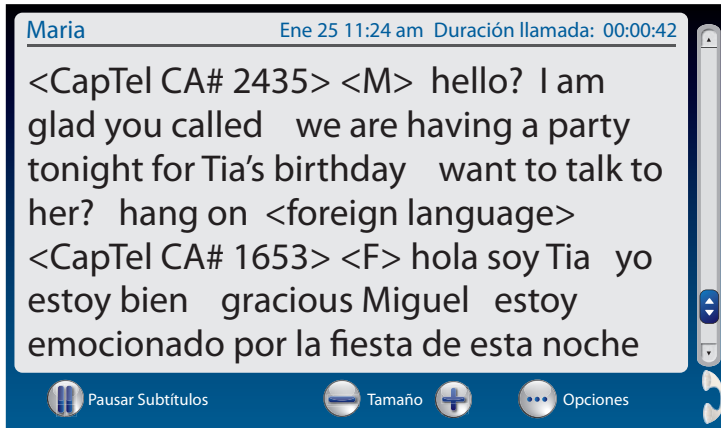 Maria Ene 25 11:24 am Duración llamada: 00:00:42
<CapTel CA# 2435> <M> hello? I am
glad you called we are having a party
tonight for Tia's birthday want to talk to
her? hang on <foreign language>
<CapTel CA# 1653> <F> hola soy Tia yo
estoy bien gracious Miguel estoy
emocionado por la fiesta de esta noche
Pausar Subtítulos Tamaño Opciones